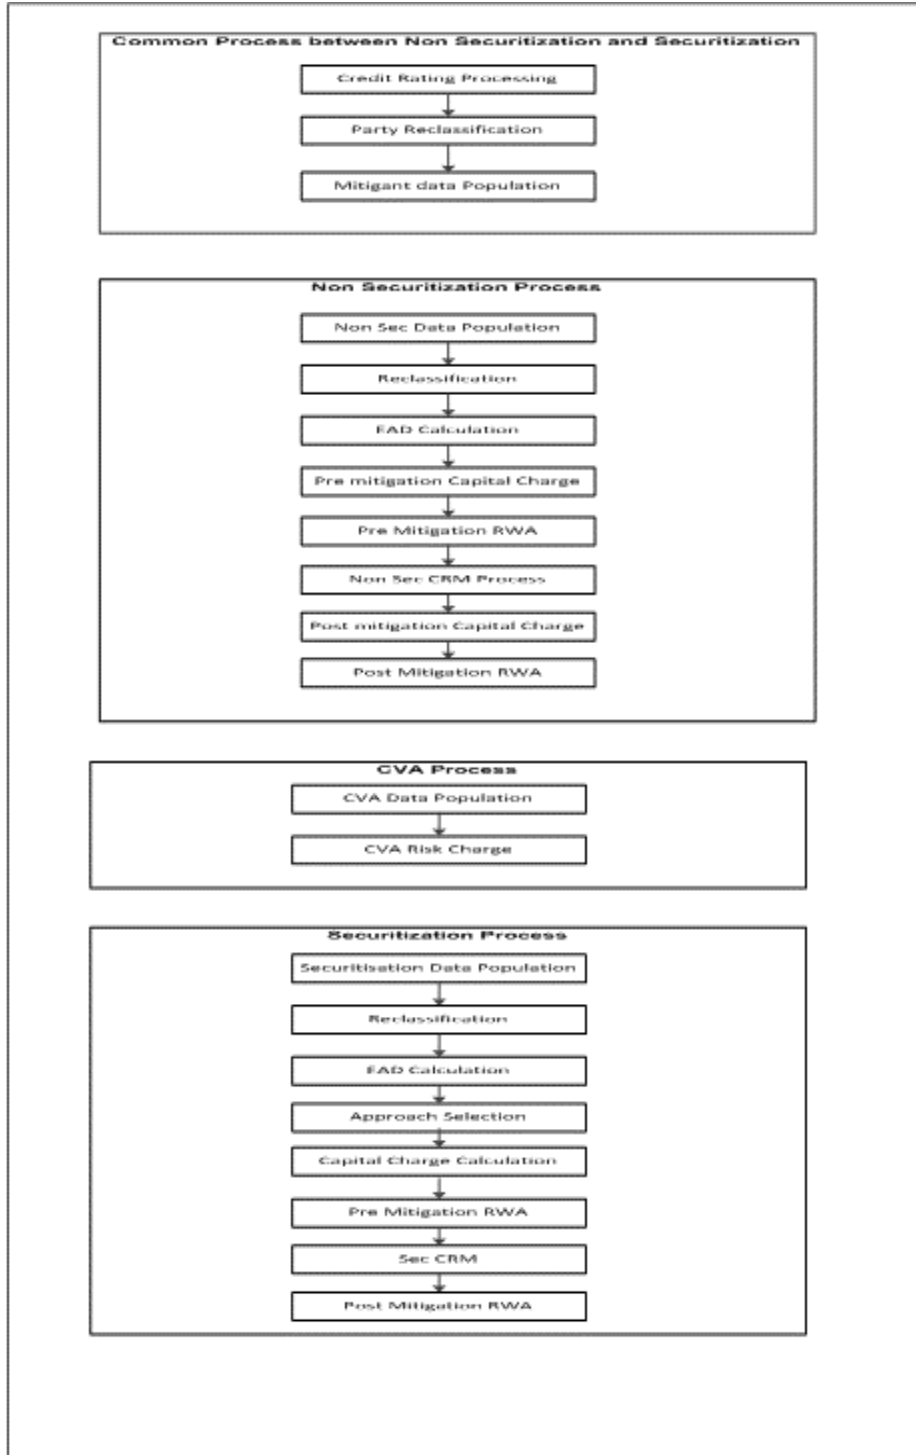 Common Process between Non Securitization and Securitization
Credit Rating Processing
Party Reclassification
Mitigant data Population
Non Securitization Process
Non Sec Data Population
Reclassification
EAD Calculation
Pre mitigation Capital Charge
Pre Mitigation RWA
Non Sec CRM Process
Post mitigation Capital Charge
Post Mitigation RWA
CVA Process
CVA Data Population
CVA Risk Charge
Securitization Process
Securitisation Data Population
Reclassification
EAD Calculation
Approach Selection
Capital Charge Calculation
Pre Mitigation RWA
Sec CRM
Post Mitigation RWA